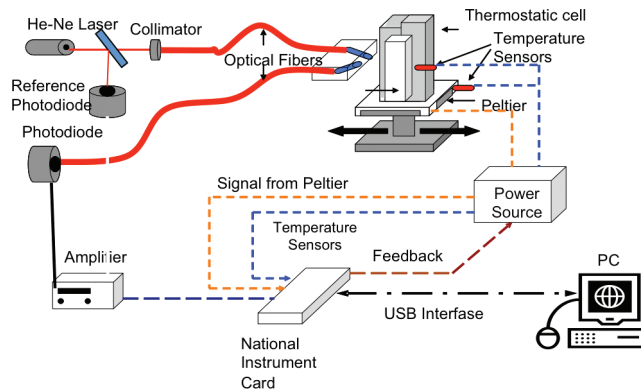 He-Ne Laser
Collimator
Thermostatic cell
Temperature
Sensors
Optical Fibers
Reference
Photodiode
Peltier
Photodiode
Signal from Peltier
Power
Source
Temperature
Sensors
Feedback
Amplifier
PC
USB Interfase
National
Instrument
Card